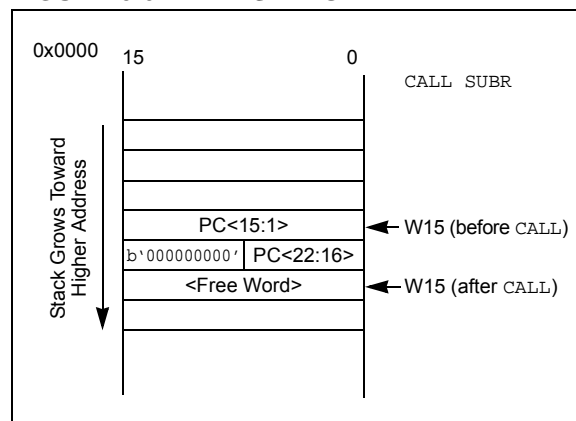 0x0000
15 0
CALL SUBR
Stack Grows Toward
Higher Address
PC<15:1>
W15 (before CALL)
b‘000000000’ PC<22:16>
<Free Word>
W15 (after CALL)